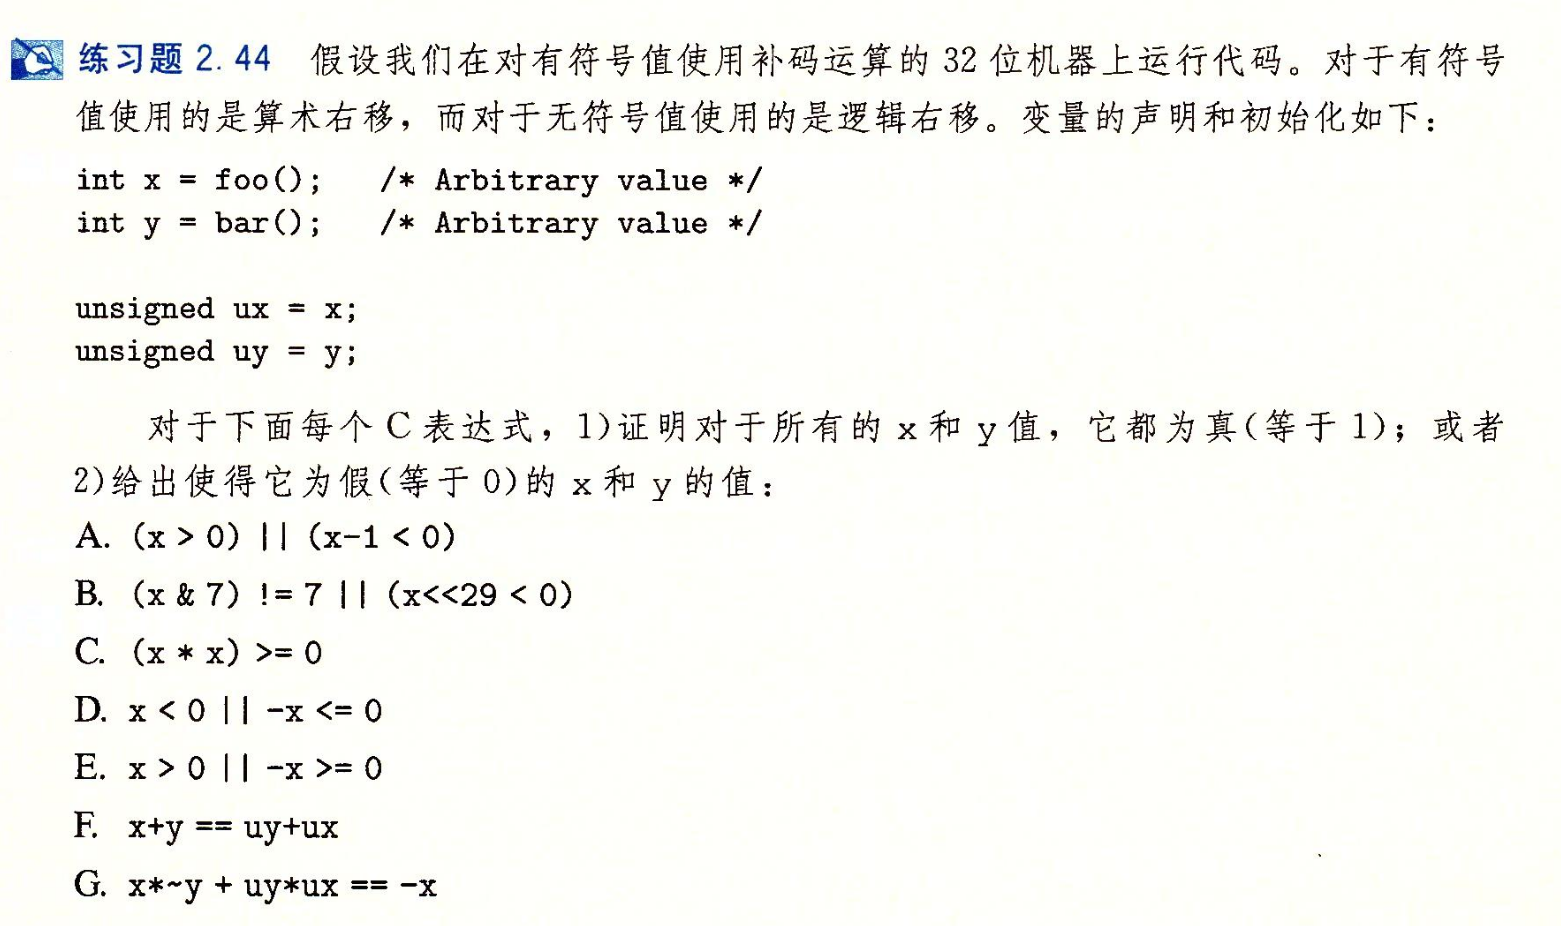 练习题 2.44 假设我们在对有符号值使用补码运算的 32 位机器上运行代码。对于有符号
值使用的是算术右移，而对于无符号值使用的是逻辑右移。变量的声明和初始化如下：
int x = foo(); /* Arbitrary value */
int y = bar(); /* Arbitrary value */
unsigned ux = x;
unsigned uy = y;
对于下面每个 C 表达式，1)证明对于所有的 x 和 y 值，它都为真(等于 1)；或者
2)给出使得它为假(等于 0)的 x 和 y 的值：
A. (x > 0) || (x-1 < 0)
B. (x & 7) != 7 || (x<<29 < 0)
C. (x * x) >= 0
D. x < 0 || -x <= 0
E. x > 0 || -x >= 0
F. x+y == uy+ux
G. x*~y + uy*ux == -x